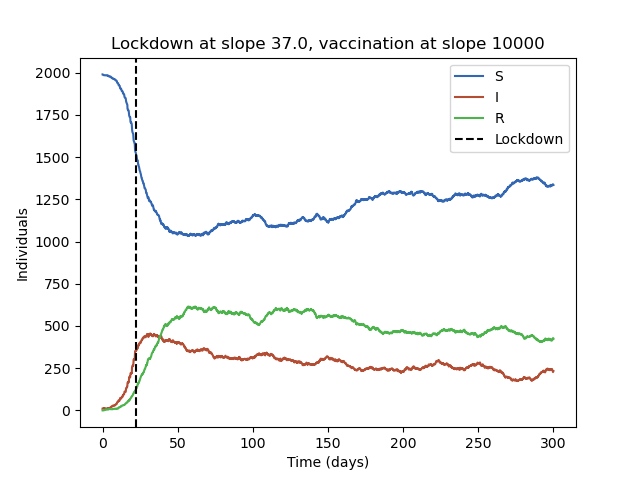 Lockdown at slope 37.0, vaccination at slope 10000
S
I
R
Lockdown
2000
1750
1500
1250
1000
750
500
250
0
Individuals
0 50 100 150 200 250 300
Time (days)